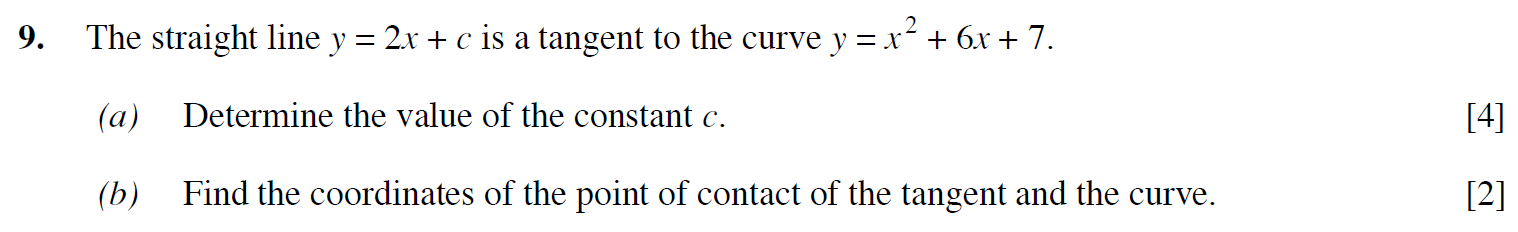 9. The straight line y = 2x + c is a tangent to the curve y = x² + 6x + 7.
(a) Determine the value of the constant c. [4]
(b) Find the coordinates of the point of contact of the tangent and the curve. [2]